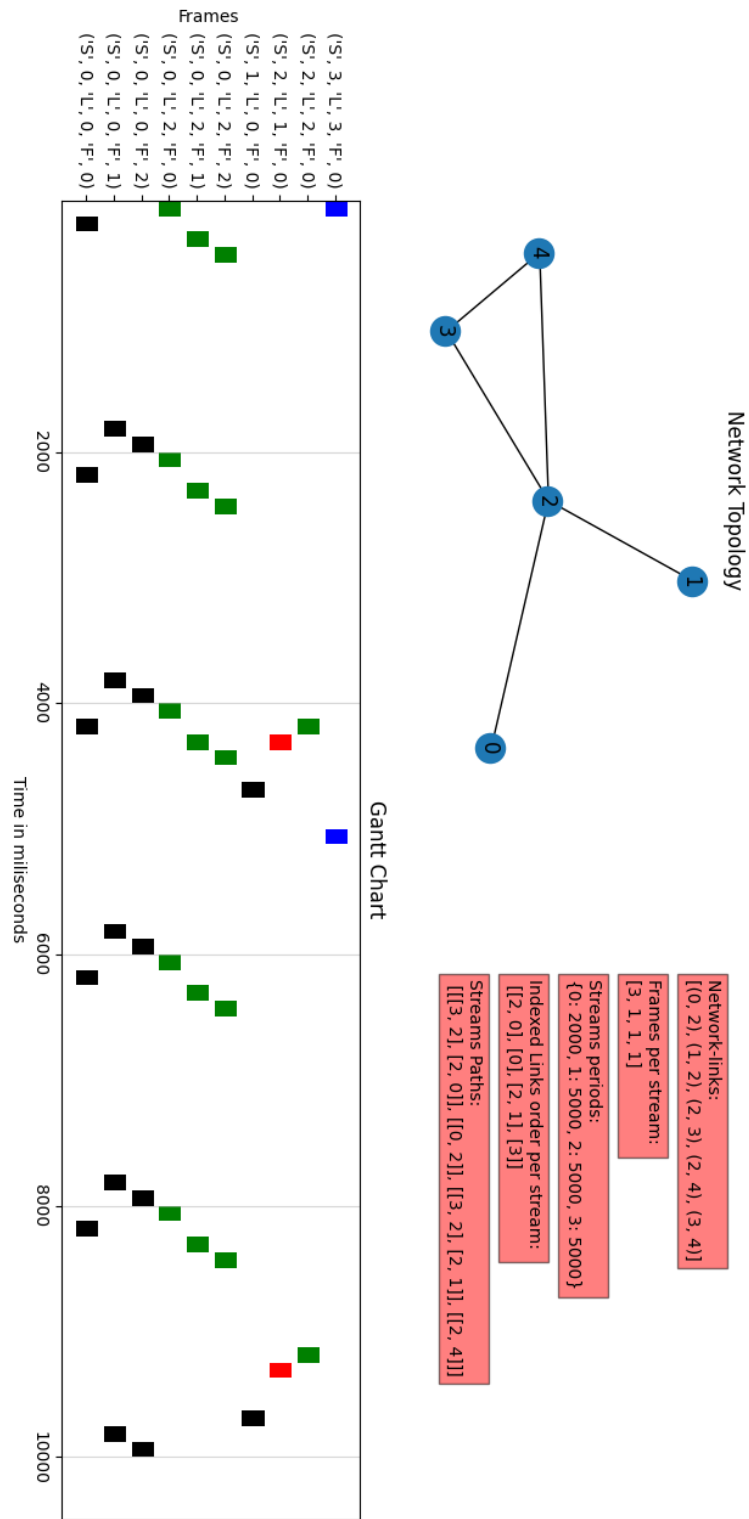 Network Topology
4
3
2
1
0
Network-links:
[(0, 2), (1, 2), (2, 3), (2, 4), (3, 4)]
Frames per stream:
[3, 1, 1, 1]
Streams periods:
{0: 2000, 1: 5000, 2: 5000, 3: 5000}
Indexed Links order per stream:
[[2, 0], [0], [2, 1], [3]]
Streams Paths:
[[[3, 2], [2, 0]], [[0, 2]], [[3, 2], [2, 1]], [[2, 4]]]
Gantt Chart
Frames
('S', 3, 'L', 3, 'F', 0)
('S', 2, 'L', 2, 'F', 0)
('S', 2, 'L', 1, 'F', 0)
('S', 1, 'L', 0, 'F', 0)
('S', 0, 'L', 2, 'F', 2)
('S', 0, 'L', 2, 'F', 1)
('S', 0, 'L', 2, 'F', 0)
('S', 0, 'L', 0, 'F', 2)
('S', 0, 'L', 0, 'F', 1)
('S', 0, 'L', 0, 'F', 0)
2000
4000
6000
8000
10000
Time in miliseconds